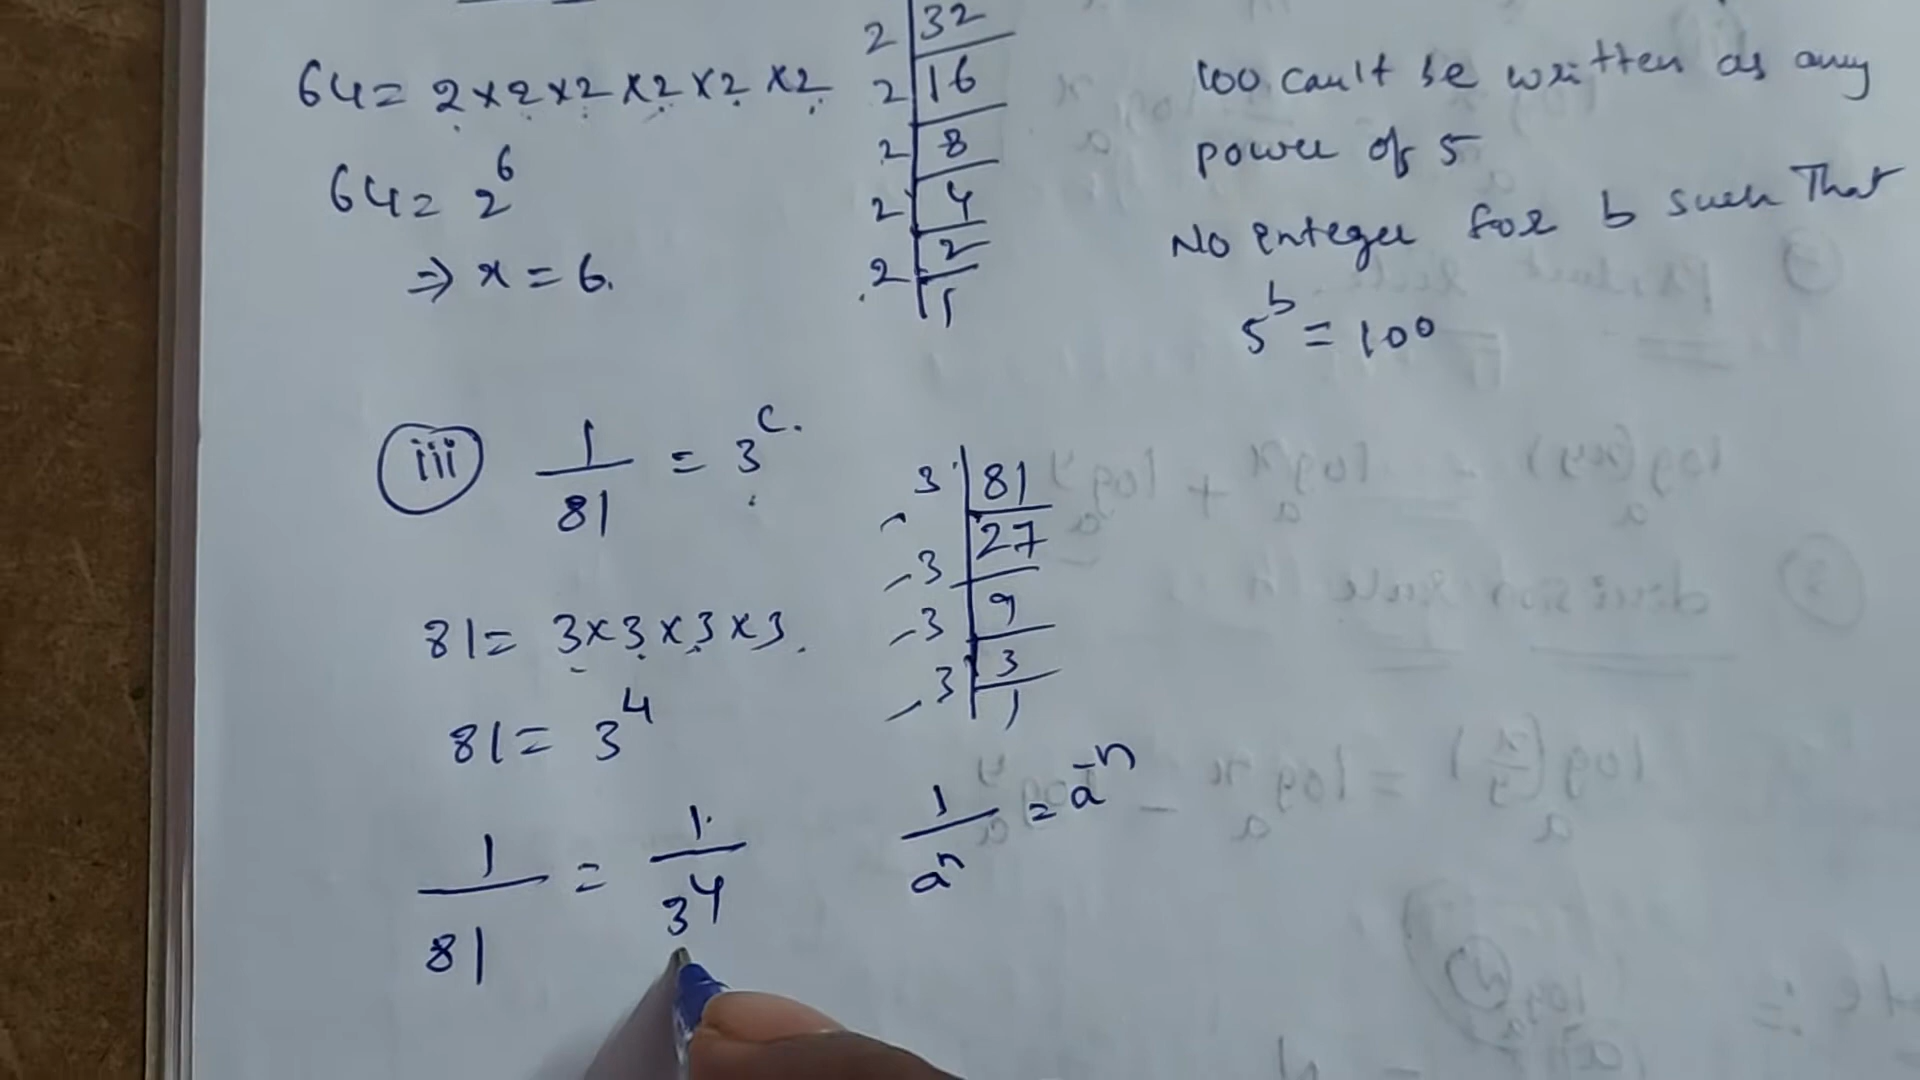 64 = 2×2×2×2×2×2
64 = 2^6
⇒ x = 6.
2 | 32
2 | 16
2 | 8
2 | 4
2 | 2
1
100 can't be written as any
power of 5
No integer for b such That
5^b = 100
(iii) 1/81 = 3^c.
81 = 3×3×3×3.
81 = 3^4
1/81 = 1/3^4
3 | 81
3 | 27
3 | 9
3 | 3
1
1/a^n = a^-n